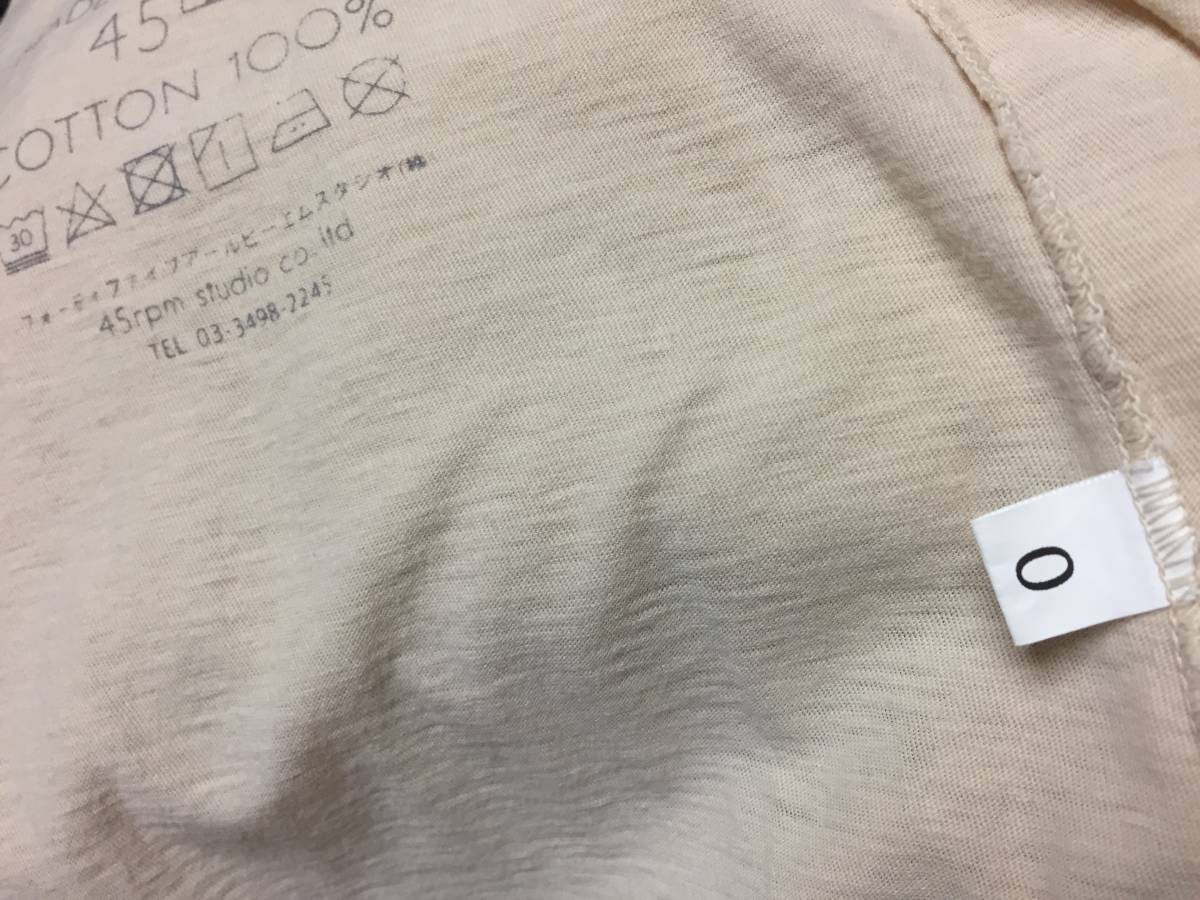 45
COTTON 100%
30
フォーティファイブアールピーエムスタジオ(株
45rpm studio co. ltd
TEL 03-3498-2245
0